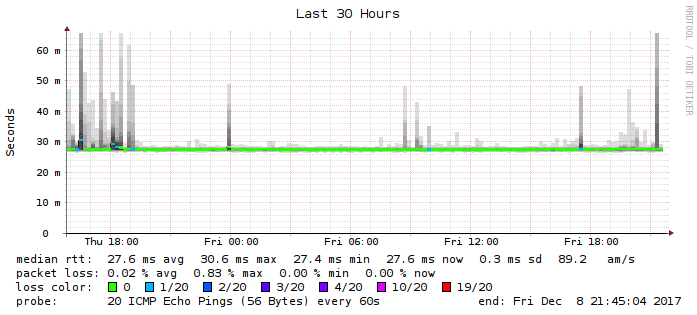 Last 30 Hours
RRDTOOL / TOBI OETIKER
Seconds
60 m
50 m
40 m
30 m
20 m
10 m
0
Thu 18:00 Fri 00:00 Fri 06:00 Fri 12:00 Fri 18:00
median rtt: 27.6 ms avg 30.6 ms max 27.4 ms min 27.6 ms now 0.3 ms sd 89.2 am/s
packet loss: 0.02 % avg 0.83 % max 0.00 % min 0.00 % now
loss color: 0 1/20 2/20 3/20 4/20 10/20 19/20
probe: 20 ICMP Echo Pings (56 Bytes) every 60s end: Fri Dec 8 21:45:04 2017